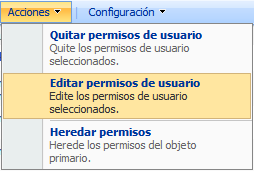 Acciones Configuración
Quitar permisos de usuario
Quite los permisos de usuario
seleccionados.
Editar permisos de usuario
Edite los permisos de usuario
seleccionados.
Heredar permisos
Herede los permisos del objeto
primario.